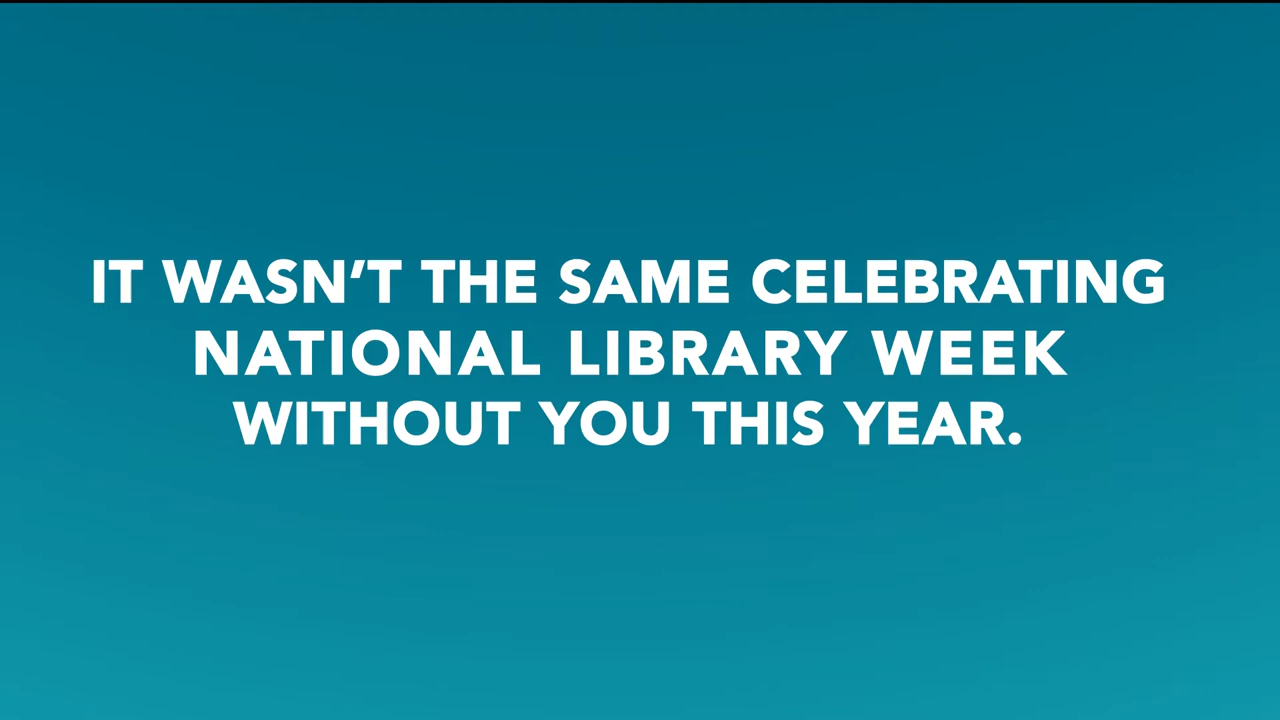 IT WASN’T THE SAME CELEBRATING
NATIONAL LIBRARY WEEK
WITHOUT YOU THIS YEAR.